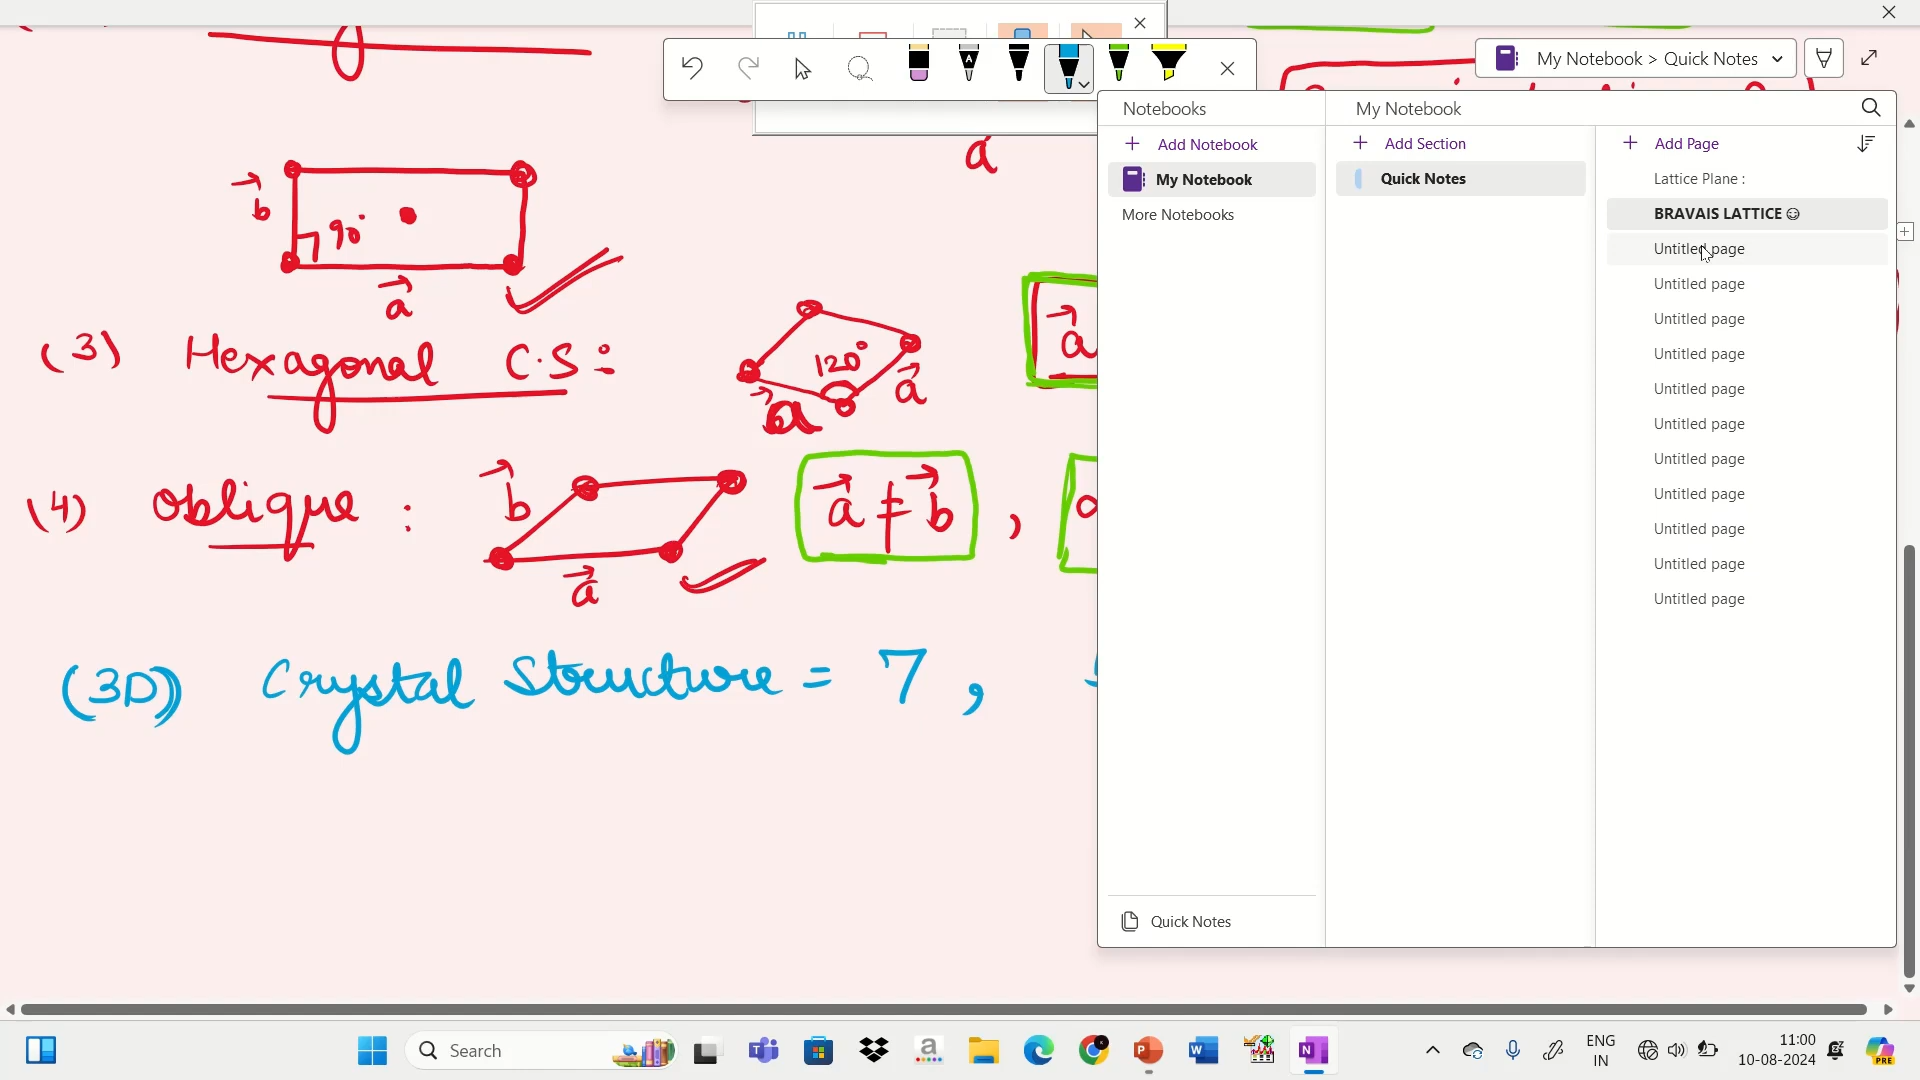 My Notebook > Quick Notes
Notebooks
My Notebook
Add Notebook
Add Section
Add Page
My Notebook
Quick Notes
Lattice Plane :
More Notebooks
BRAVAIS LATTICE ☺
Untitled page
Untitled page
Untitled page
Untitled page
Untitled page
Untitled page
Untitled page
Untitled page
Untitled page
Untitled page
Untitled page
Quick Notes
a
b
90°
a
(3) Hexagonal C.S :
120°
a
a
a
(4) Oblique :
b
a
a ≠ b ,
(3D) Crystal Structure = 7 ,
Search
ENG
IN
11:00
10-08-2024